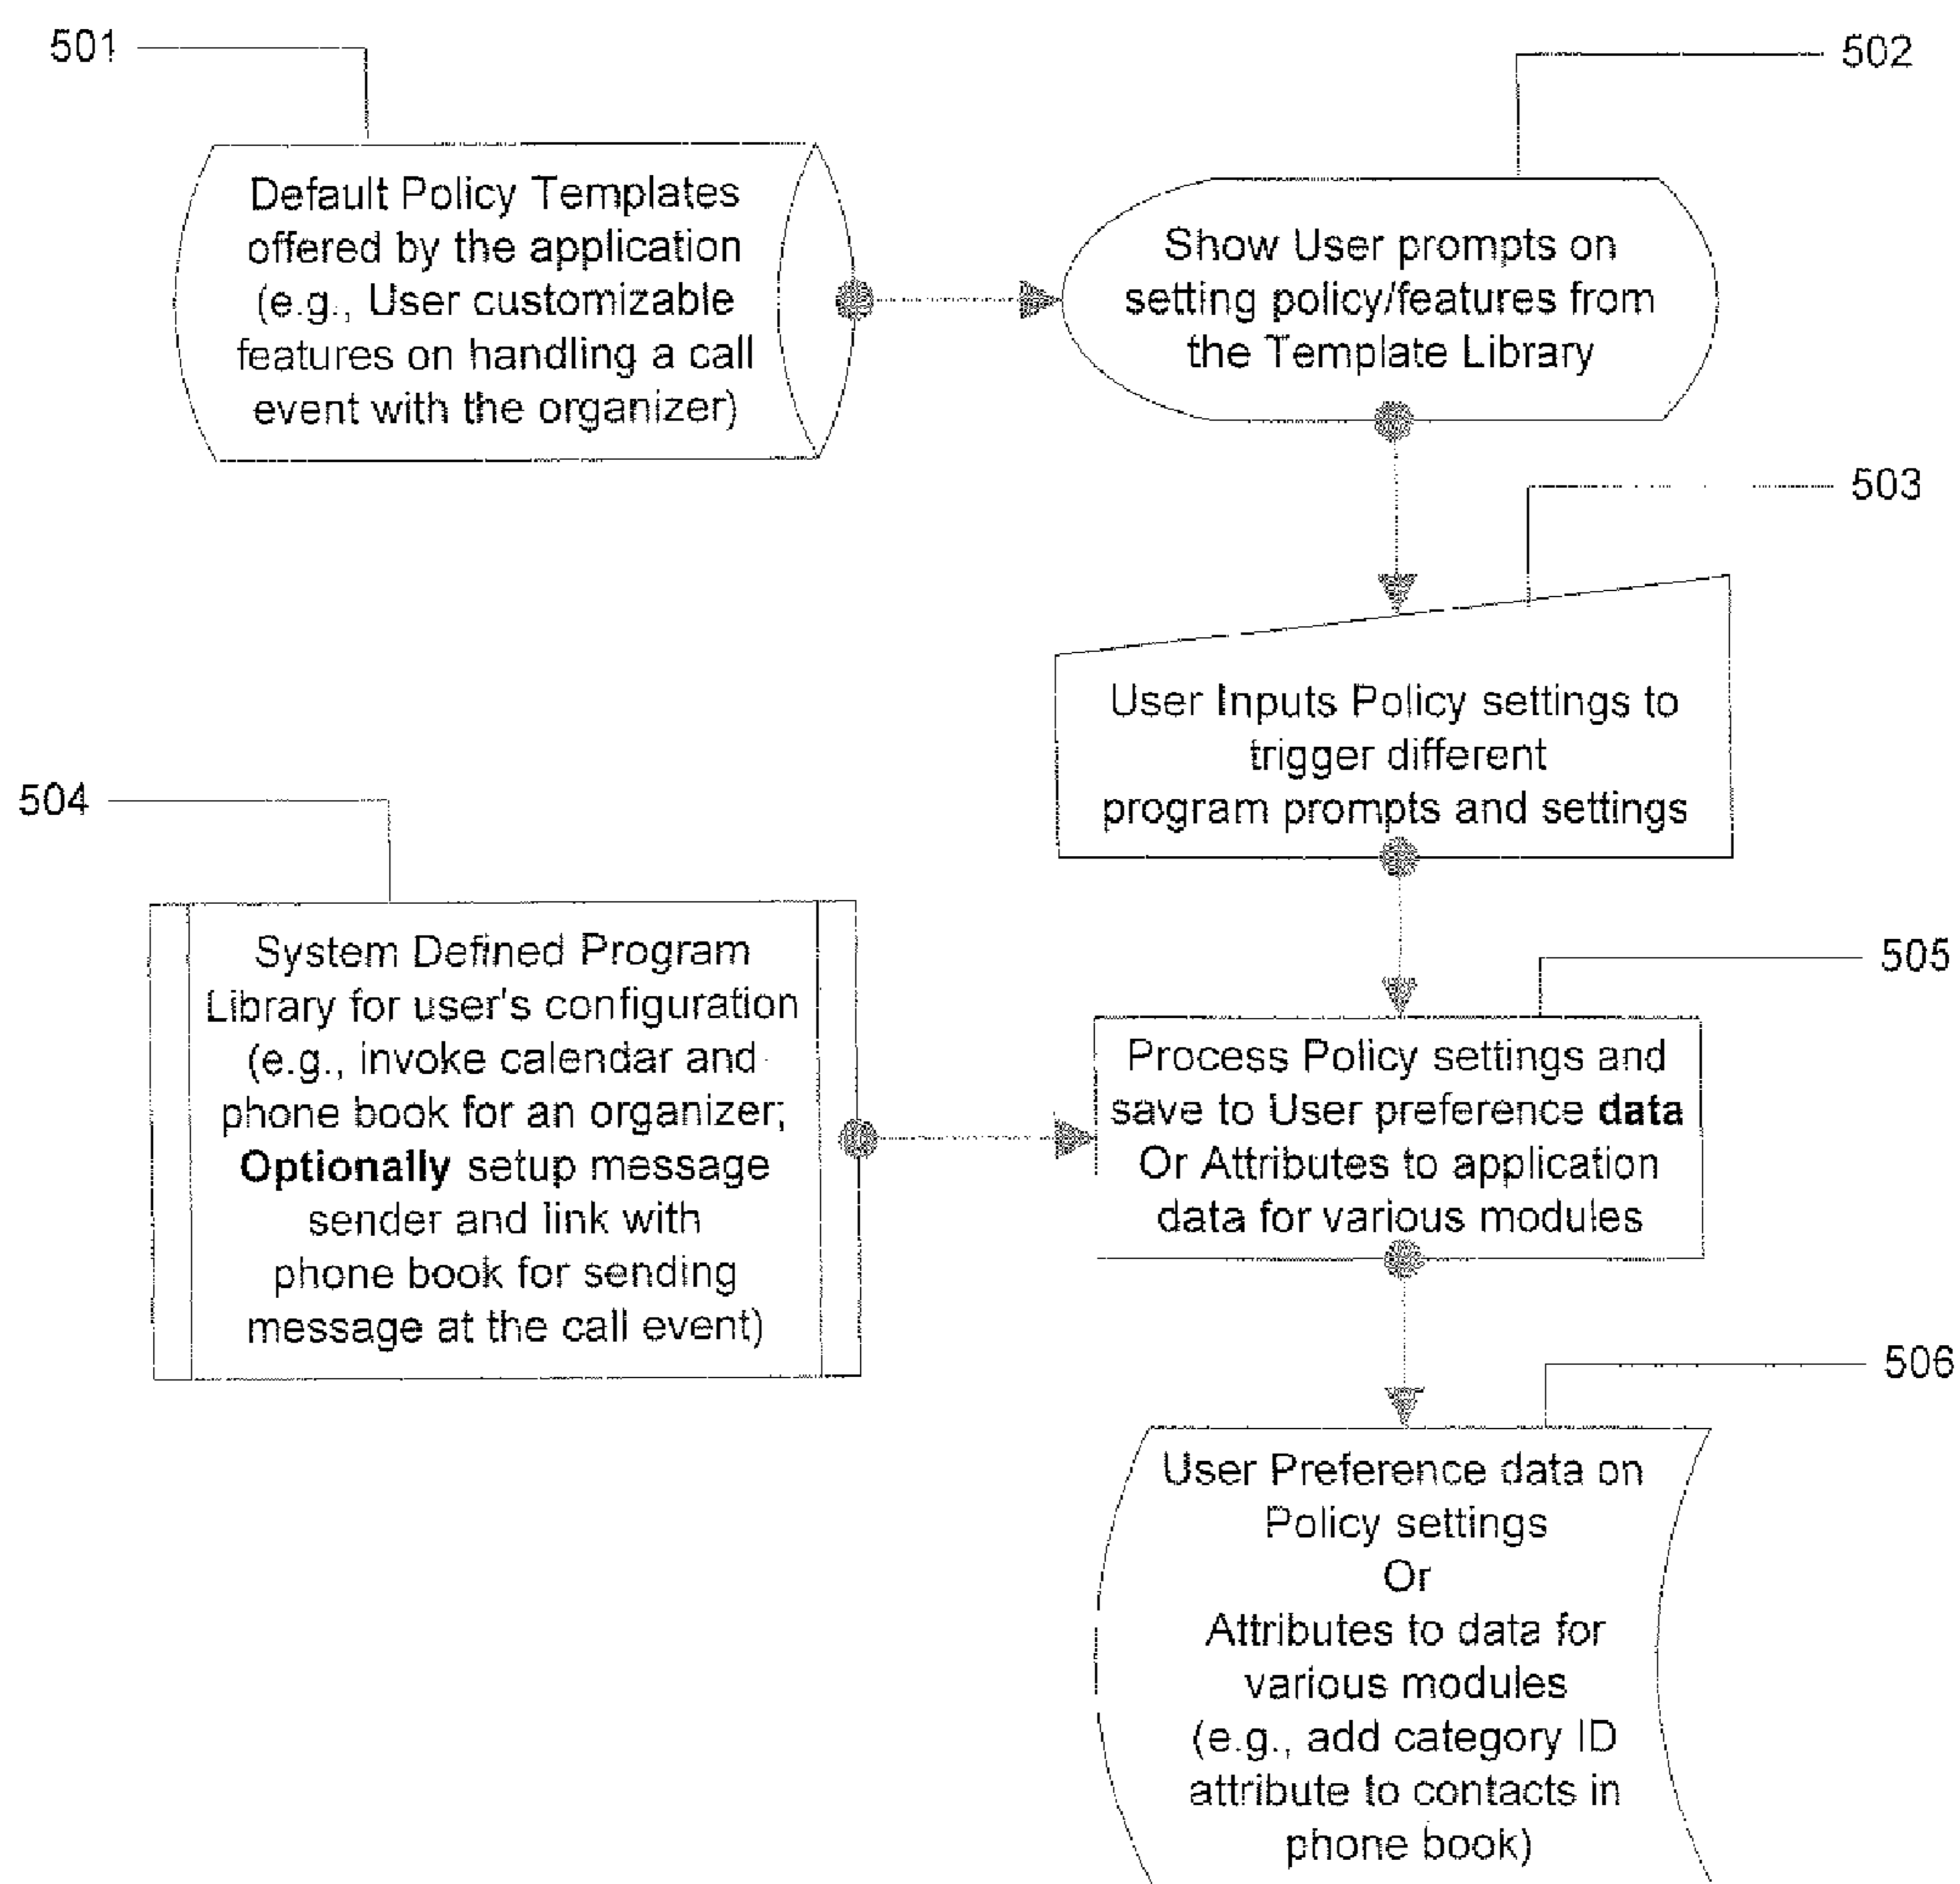 501
Default Policy Templates
offered by the application
(e.g., User customizable
features on handling a call
event with the organizer)
502
Show User prompts on
setting policy/features from
the Template Library
503
User Inputs Policy settings to
trigger different
program prompts and settings
504
System Defined Program
Library for user's configuration
(e.g., invoke calendar and
phone book for an organizer;
Optionally setup message
sender and link with
phone book for sending
message at the call event)
505
Process Policy settings and
save to User preference data
Or Attributes to application
data for various modules
506
User Preference data on
Policy settings
Or
Attributes to data for
various modules
(e.g., add category ID
attribute to contacts in
phone book)